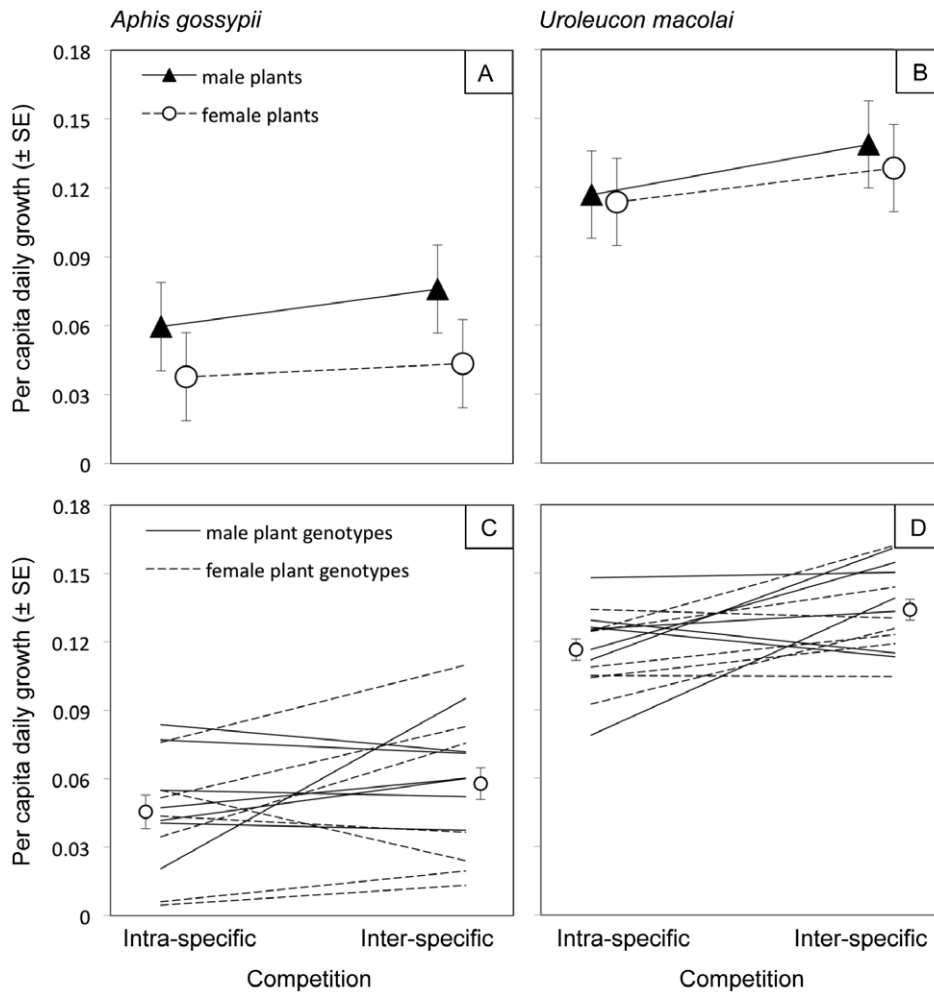 Aphis gossypii
Uroleucon macolai
Per capita daily growth (± SE)
0.18
0.15
0.12
0.09
0.06
0.03
0
male plants
female plants
A
B
Per capita daily growth (± SE)
0.18
0.15
0.12
0.09
0.06
0.03
0
male plant genotypes
female plant genotypes
C
D
Intra-specific Inter-specific
Competition
Intra-specific Inter-specific
Competition